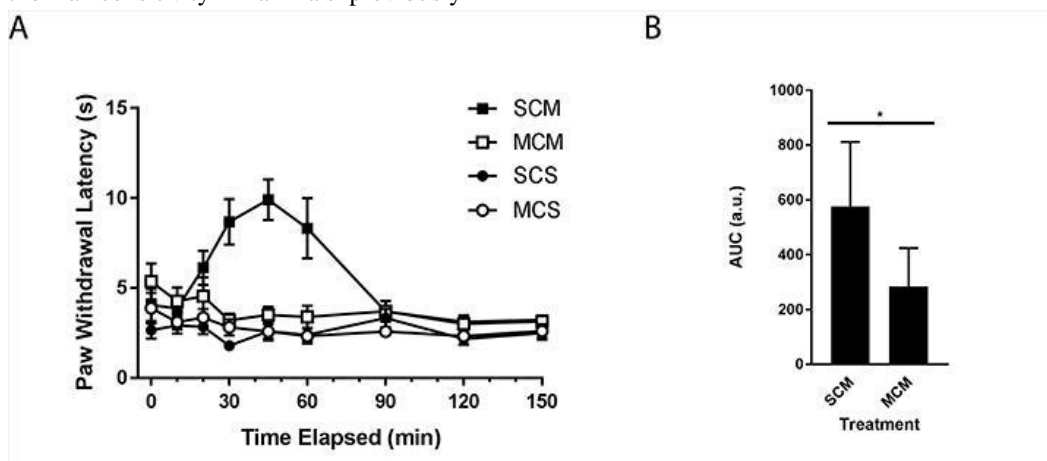 A
B
Paw Withdrawal Latency (s)
15
10
5
0
0 30 60 90 120 150
Time Elapsed (min)
SCM
MCM
SCS
MCS
AUC (a.u.)
1000
800
600
400
200
0
*
SCM MCM
Treatment